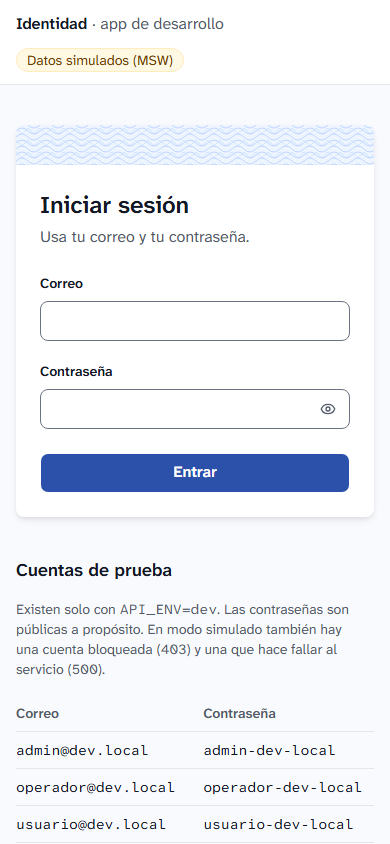 Identidad · app de desarrollo
Datos simulados (MSW)
Iniciar sesión
Usa tu correo y tu contraseña.
Correo
Contraseña
Entrar
Cuentas de prueba
Existen solo con API_ENV=dev. Las contraseñas son
públicas a propósito. En modo simulado también hay
una cuenta bloqueada (403) y una que hace fallar al
servicio (500).
Correo Contraseña
admin@dev.local admin-dev-local
operador@dev.local operador-dev-local
usuario@dev.local usuario-dev-local